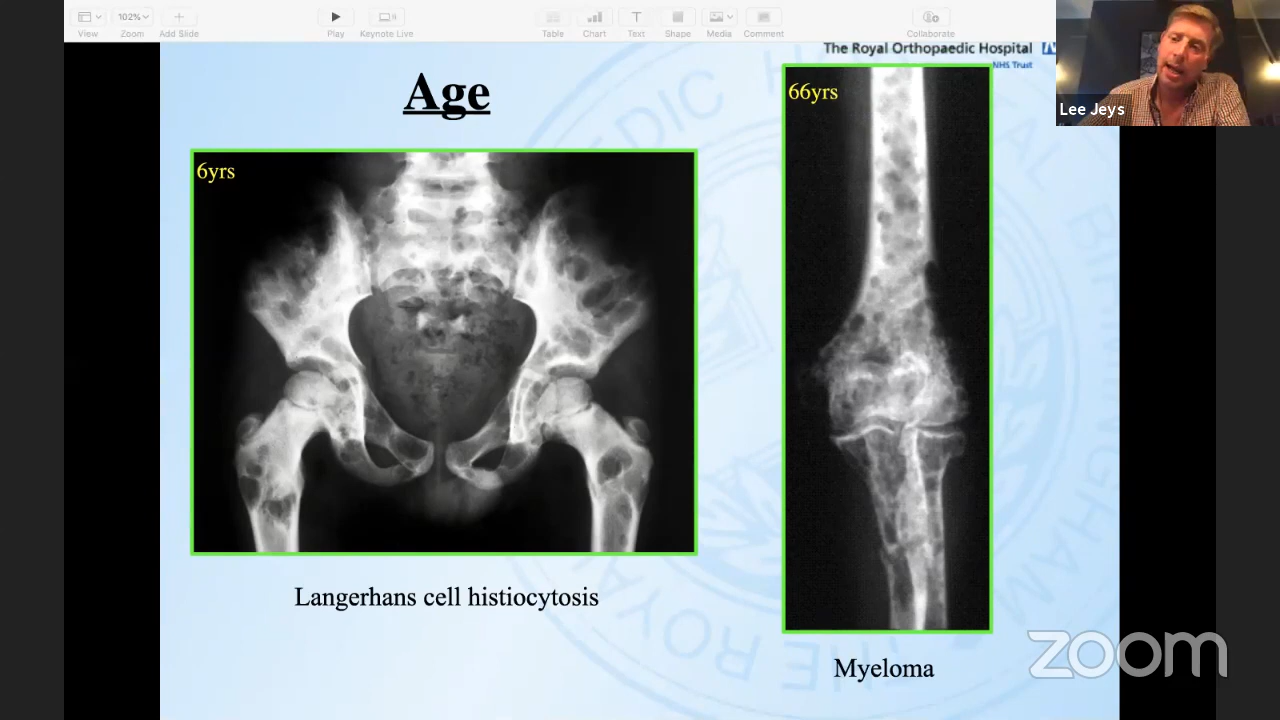 View
102%
Zoom
Add Slide
Play
Keynote Live
Table
Chart
Text
Shape
Media
Comment
Collaborate
Lee Jeys
The Royal Orthopaedic Hospital
NHS Trust
Age
6yrs
66yrs
Langerhans cell histiocytosis
Myeloma
zoom